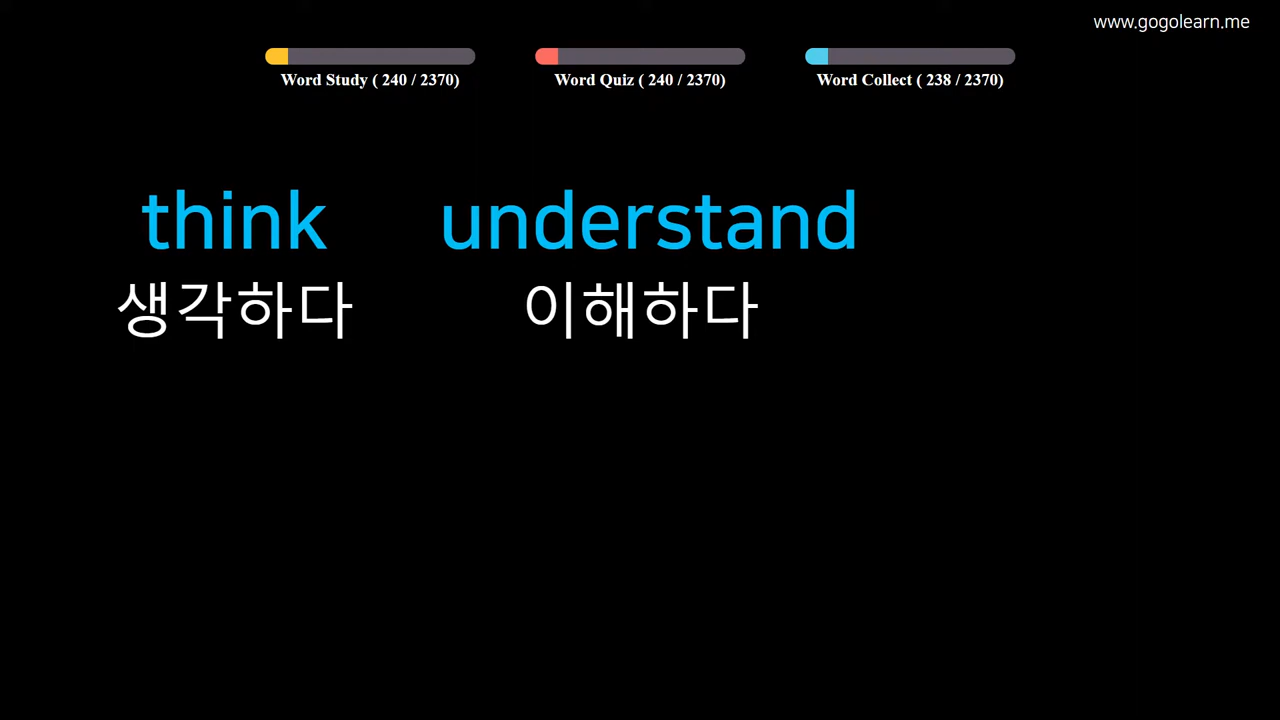 www.gogolearn.me
Word Study ( 240 / 2370)
Word Quiz ( 240 / 2370)
Word Collect ( 238 / 2370)
think understand
생각하다 이해하다